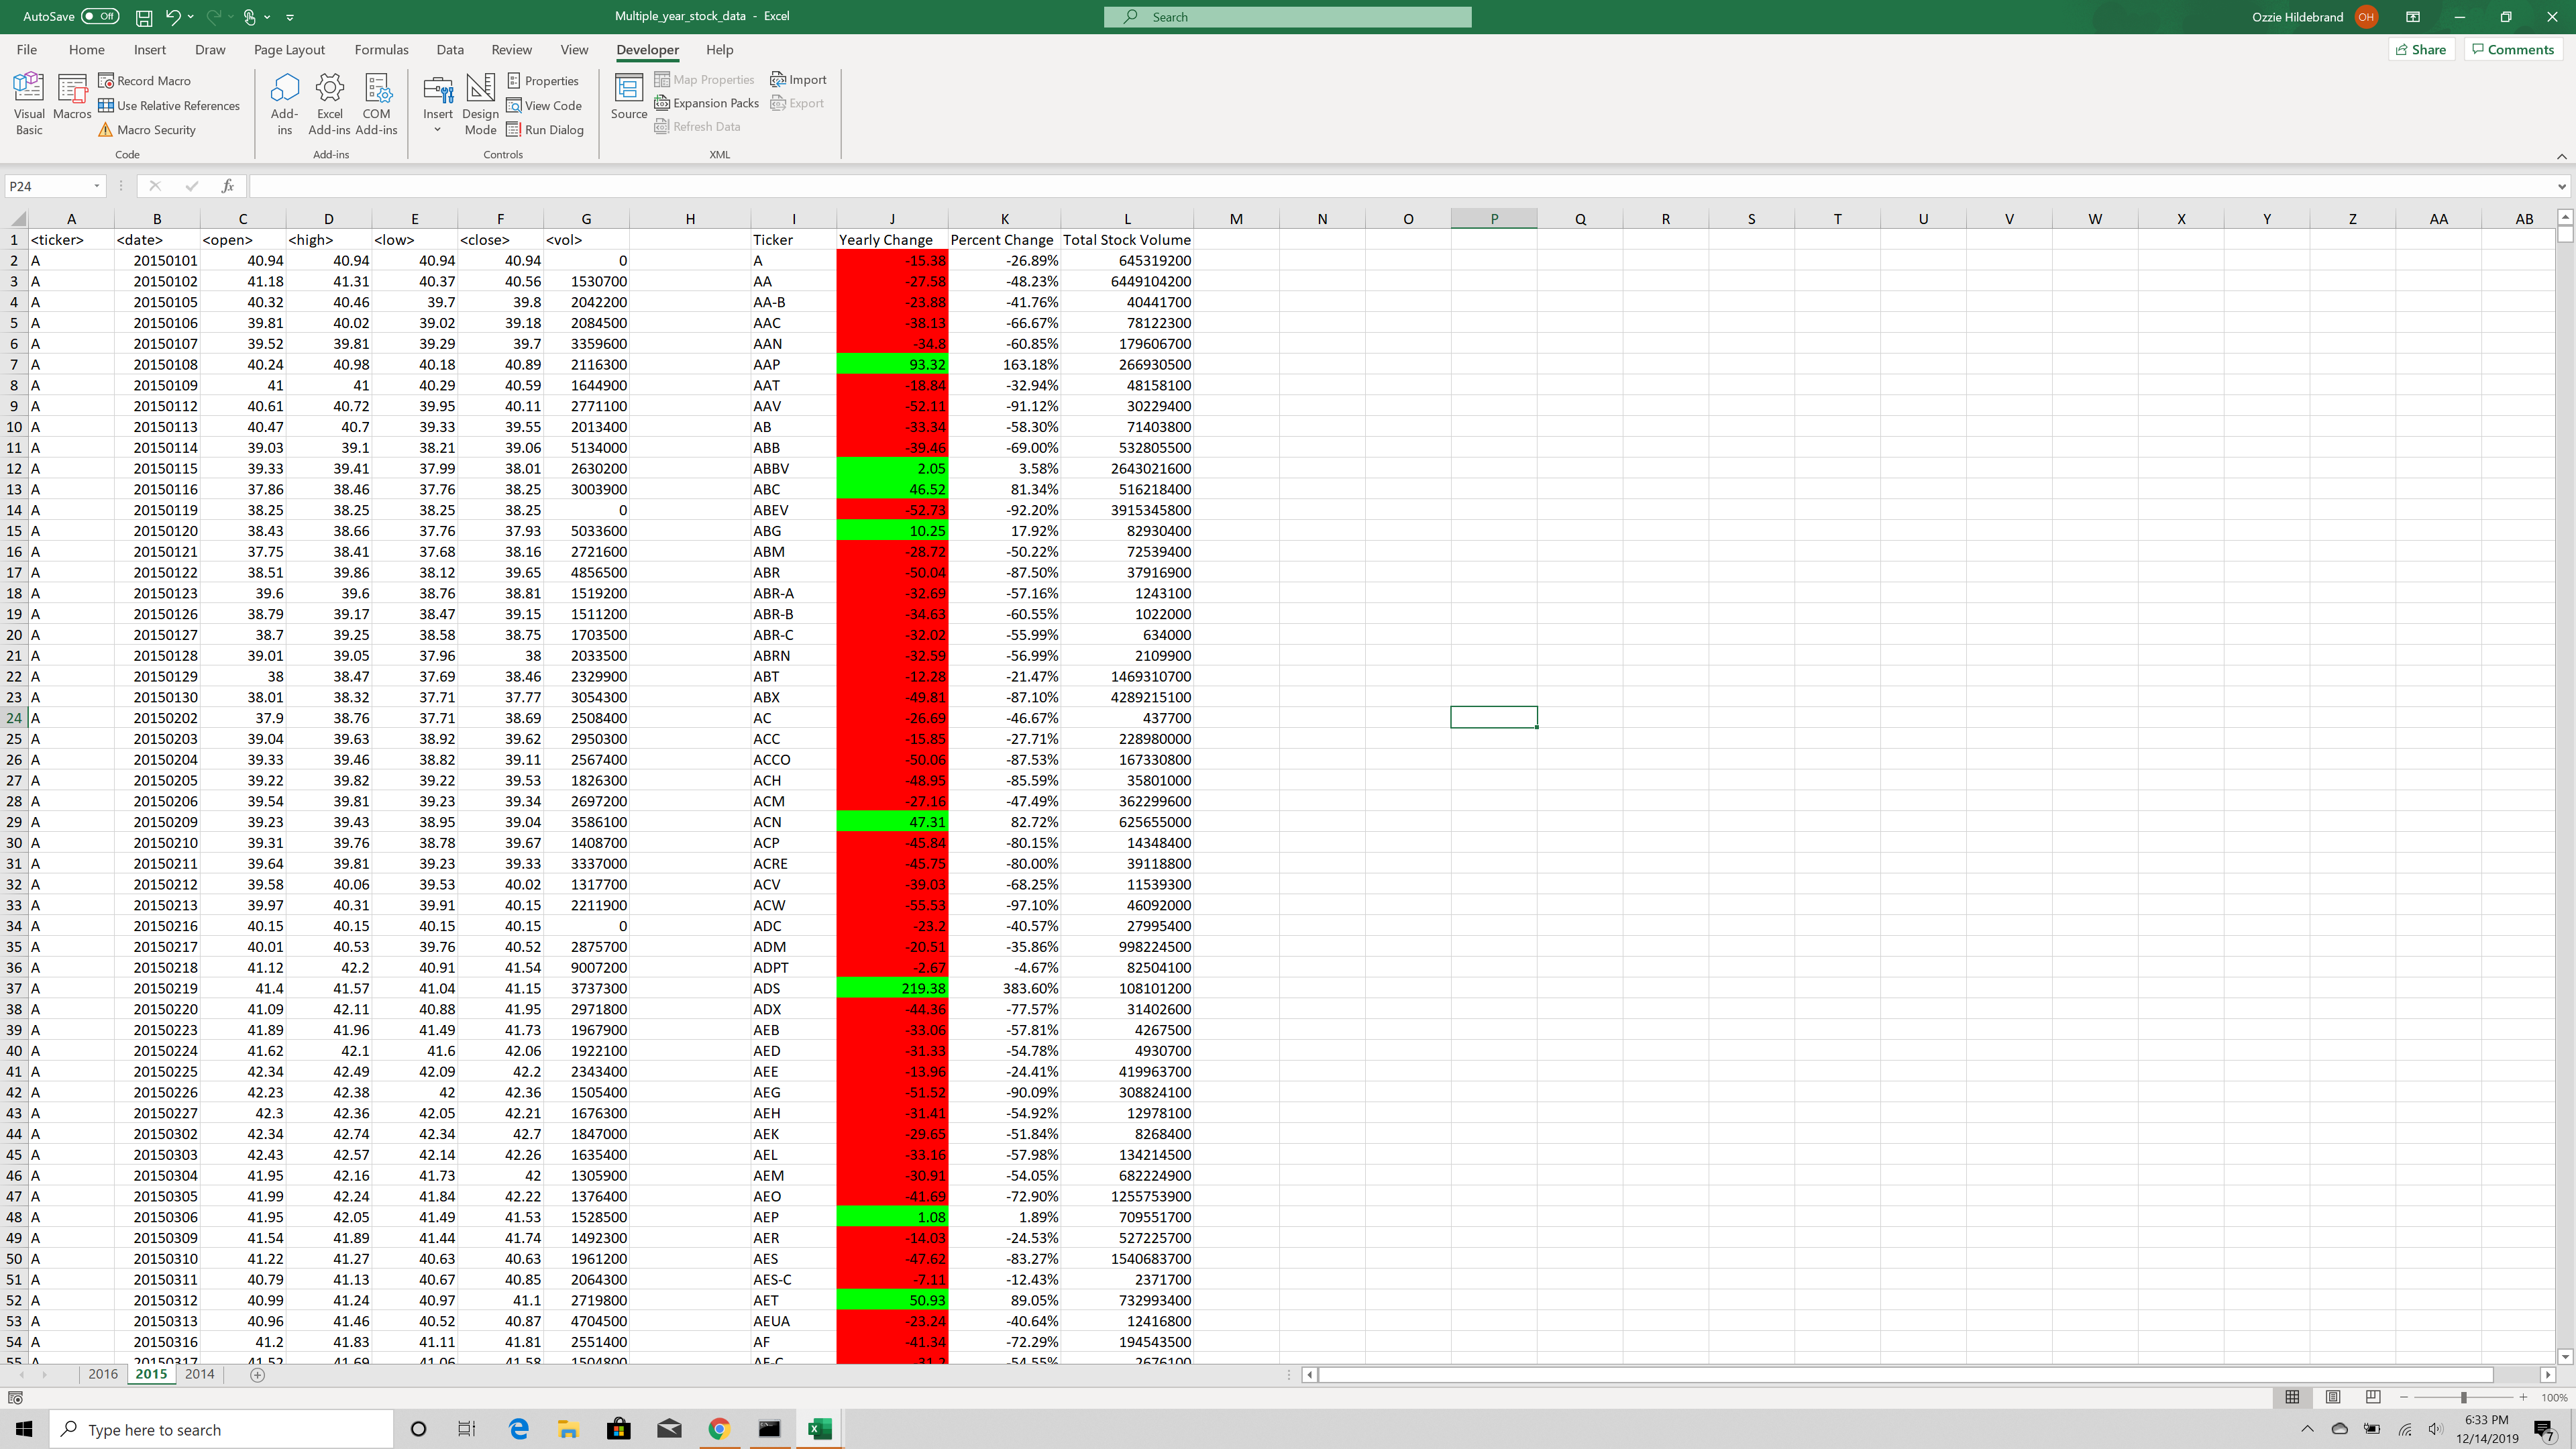 AutoSave Off Multiple_year_stock_data - Excel Search Ozzie Hildebrand OH
File Home Insert Draw Page Layout Formulas Data Review View Developer Help Share Comments
Visual Basic Macros Record Macro Use Relative References Macro Security Add-ins Excel Add-ins COM Add-ins Insert Design Mode Properties View Code Run Dialog Source Map Properties Expansion Packs Refresh Data Import Export
Code Add-ins Controls XML
P24 fx
A B C D E F G H I J K L M N O P Q R S T U V W X Y Z AA AB
1 <ticker> <date> <open> <high> <low> <close> <vol> Ticker Yearly Change Percent Change Total Stock Volume
2 A 20150101 40.94 40.94 40.94 40.94 0 A -15.38 -26.89% 645319200
3 A 20150102 41.18 41.31 40.37 40.56 1530700 AA -27.58 -48.23% 6449104200
4 A 20150105 40.32 40.46 39.7 39.8 2042200 AA-B -23.88 -41.76% 40441700
5 A 20150106 39.81 40.02 39.02 39.18 2084500 AAC -38.13 -66.67% 78122300
6 A 20150107 39.52 39.81 39.29 39.7 3359600 AAN -34.8 -60.85% 179606700
7 A 20150108 40.24 40.98 40.18 40.89 2116300 AAP 93.32 163.18% 266930500
8 A 20150109 41 41 40.29 40.59 1644900 AAT -18.84 -32.94% 48158100
9 A 20150112 40.61 40.72 39.95 40.11 2771100 AAV -52.11 -91.12% 30229400
10 A 20150113 40.47 40.7 39.33 39.55 2013400 AB -33.34 -58.30% 71403800
11 A 20150114 39.03 39.1 38.21 39.06 5134000 ABB -39.46 -69.00% 532805500
12 A 20150115 39.33 39.41 37.99 38.01 2630200 ABBV 2.05 3.58% 2643021600
13 A 20150116 37.86 38.46 37.76 38.25 3003900 ABC 46.52 81.34% 516218400
14 A 20150119 38.25 38.25 38.25 38.25 0 ABEV -52.73 -92.20% 3915345800
15 A 20150120 38.43 38.66 37.76 37.93 5033600 ABG 10.25 17.92% 82930400
16 A 20150121 37.75 38.41 37.68 38.16 2721600 ABM -28.72 -50.22% 72539400
17 A 20150122 38.51 39.86 38.12 39.65 4856500 ABR -50.04 -87.50% 37916900
18 A 20150123 39.6 39.6 38.76 38.81 1519200 ABR-A -32.69 -57.16% 1243100
19 A 20150126 38.79 39.17 38.47 39.15 1511200 ABR-B -34.63 -60.55% 1022000
20 A 20150127 38.7 39.25 38.58 38.75 1703500 ABR-C -32.02 -55.99% 634000
21 A 20150128 39.01 39.05 37.96 38 2033500 ABRN -32.59 -56.99% 2109900
22 A 20150129 38 38.47 37.69 38.46 2329900 ABT -12.28 -21.47% 1469310700
23 A 20150130 38.01 38.32 37.71 37.77 3054300 ABX -49.81 -87.10% 4289215100
24 A 20150202 37.9 38.76 37.71 38.69 2508400 AC -26.69 -46.67% 437700
25 A 20150203 39.04 39.63 38.92 39.62 2950300 ACC -15.85 -27.71% 228980000
26 A 20150204 39.33 39.46 38.82 39.11 2567400 ACCO -50.06 -87.53% 167330800
27 A 20150205 39.22 39.82 39.22 39.53 1826300 ACH -48.95 -85.59% 35801000
28 A 20150206 39.54 39.81 39.23 39.34 2697200 ACM -27.16 -47.49% 362299600
29 A 20150209 39.23 39.43 38.95 39.04 3586100 ACN 47.31 82.72% 625655000
30 A 20150210 39.31 39.76 38.78 39.67 1408700 ACP -45.84 -80.15% 14348400
31 A 20150211 39.64 39.81 39.23 39.33 3337000 ACRE -45.75 -80.00% 39118800
32 A 20150212 39.58 40.06 39.53 40.02 1317700 ACV -39.03 -68.25% 11539300
33 A 20150213 39.97 40.31 39.91 40.15 2211900 ACW -55.53 -97.10% 46092000
34 A 20150216 40.15 40.15 40.15 40.15 0 ADC -23.2 -40.57% 27995400
35 A 20150217 40.01 40.53 39.76 40.52 2875700 ADM -20.51 -35.86% 998224500
36 A 20150218 41.12 42.2 40.91 41.54 9007200 ADPT -2.67 -4.67% 82504100
37 A 20150219 41.4 41.57 41.04 41.15 3737300 ADS 219.38 383.60% 108101200
38 A 20150220 41.09 42.11 40.88 41.95 2971800 ADX -44.36 -77.57% 31402600
39 A 20150223 41.89 41.96 41.49 41.73 1967900 AEB -33.06 -57.81% 4267500
40 A 20150224 41.62 42.1 41.6 42.06 1922100 AED -31.33 -54.78% 4930700
41 A 20150225 42.34 42.49 42.09 42.2 2343400 AEE -13.96 -24.41% 419963700
42 A 20150226 42.23 42.38 42 42.36 1505400 AEG -51.52 -90.09% 308824100
43 A 20150227 42.3 42.36 42.05 42.21 1676300 AEH -31.41 -54.92% 12978100
44 A 20150302 42.34 42.74 42.34 42.7 1847000 AEK -29.65 -51.84% 8268400
45 A 20150303 42.43 42.57 42.14 42.26 1635400 AEL -33.16 -57.98% 134214500
46 A 20150304 41.95 42.16 41.73 42 1305900 AEM -30.91 -54.05% 682224900
47 A 20150305 41.99 42.24 41.84 42.22 1376400 AEO -41.69 -72.90% 1255753900
48 A 20150306 41.95 42.05 41.49 41.53 1528500 AEP 1.08 1.89% 709551700
49 A 20150309 41.54 41.89 41.44 41.74 1492300 AER -14.03 -24.53% 527225700
50 A 20150310 41.22 41.27 40.63 40.63 1961200 AES -47.62 -83.27% 1540683700
51 A 20150311 40.79 41.13 40.67 40.85 2064300 AES-C -7.11 -12.43% 2371700
52 A 20150312 40.99 41.24 40.97 41.1 2719800 AET 50.93 89.05% 732993400
53 A 20150313 40.96 41.46 40.52 40.87 4704500 AEUA -23.24 -40.64% 12416800
54 A 20150316 41.2 41.83 41.11 41.81 2551400 AF -41.34 -72.29% 194543500
55 A 20150317 41.52 41.69 41.06 41.58 1504800 AF-C -31.2 -54.55% 2676100
2016 2015 2014
100%
Type here to search 6:33 PM
12/14/2019 7